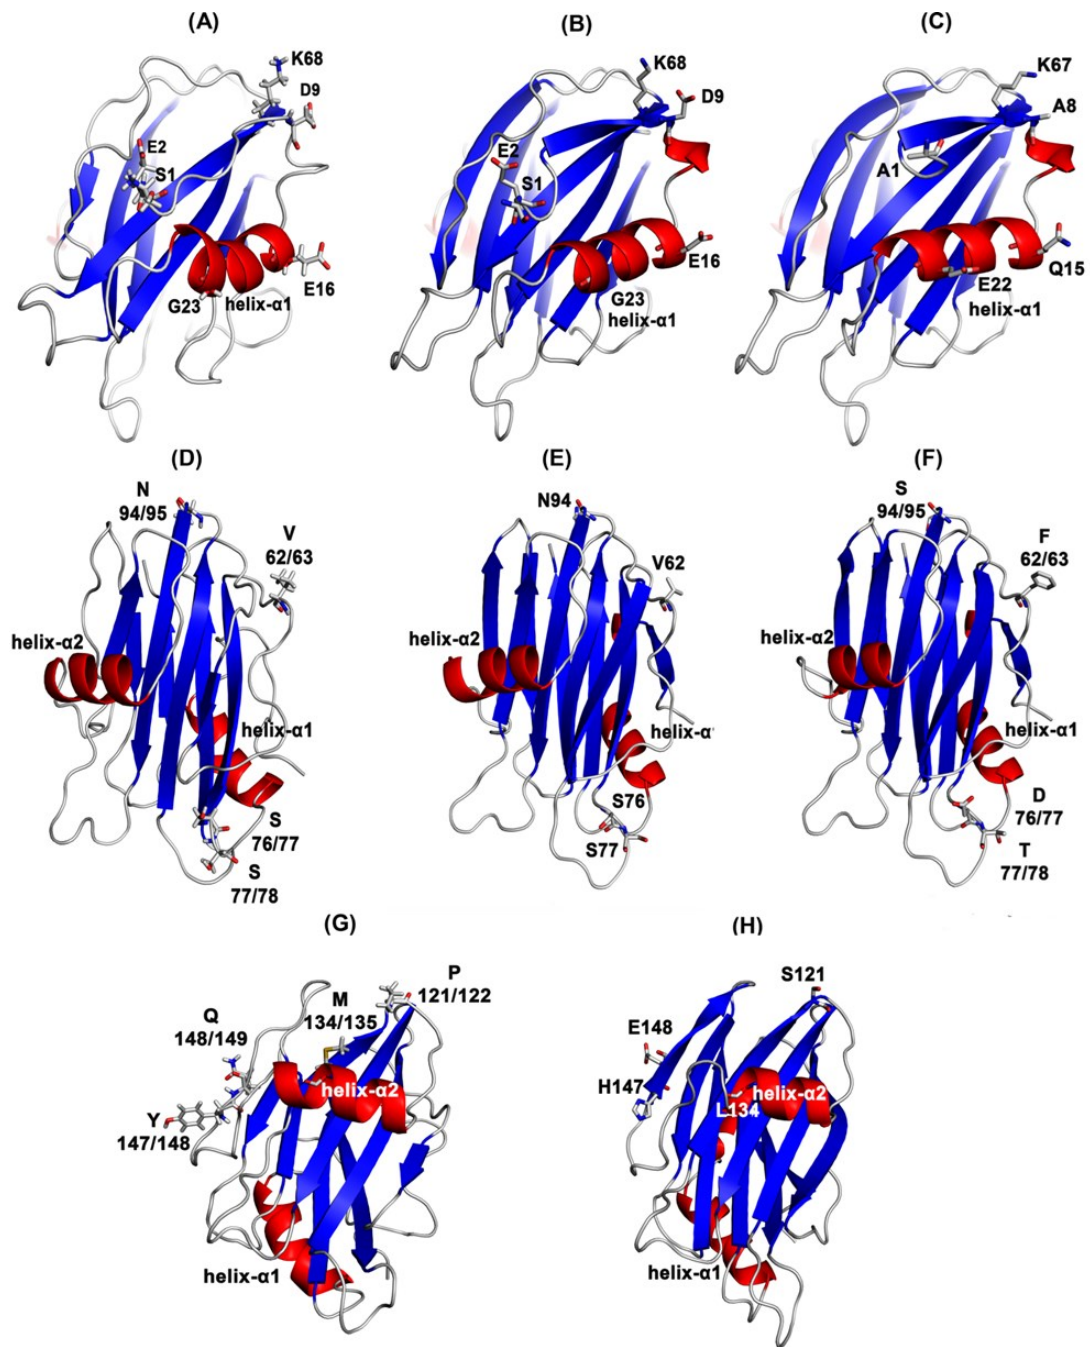 (A)
K68
D9
E2
S1
E16
G23
helix-α1
(B)
K68
D9
E2
S1
E16
G23
helix-α1
(C)
K67
A8
A1
Q15
E22
helix-α1
(D)
N
94/95
V
62/63
helix-α2
helix-α1
S
76/77
S
77/78
(E)
N94
V62
helix-α2
helix-α
S76
S77
(F)
S
94/95
F
62/63
helix-α2
helix-α1
D
76/77
T
77/78
(G)
P
121/122
M
134/135
Q
148/149
helix-α2
Y
147/148
helix-α1
(H)
S121
E148
H147
helix-α2
L134
helix-α1